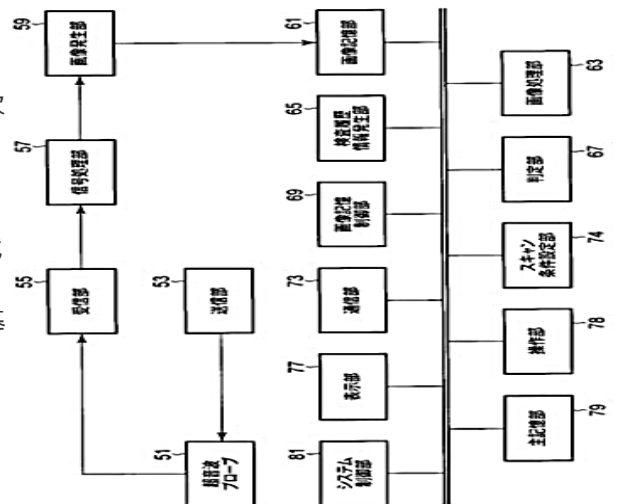 55
受信部
57
信号処理部
59
画像発生部
51
超音波
プローブ
53
送信部
81
システム
制御部
77
表示部
73
通信部
69
画像記憶
制御部
65
検査履歴
情報発生部
61
画像記憶部
主記憶部
79
操作部
78
スキャン
条件設定部
74
判定部
67
画像処理部
63